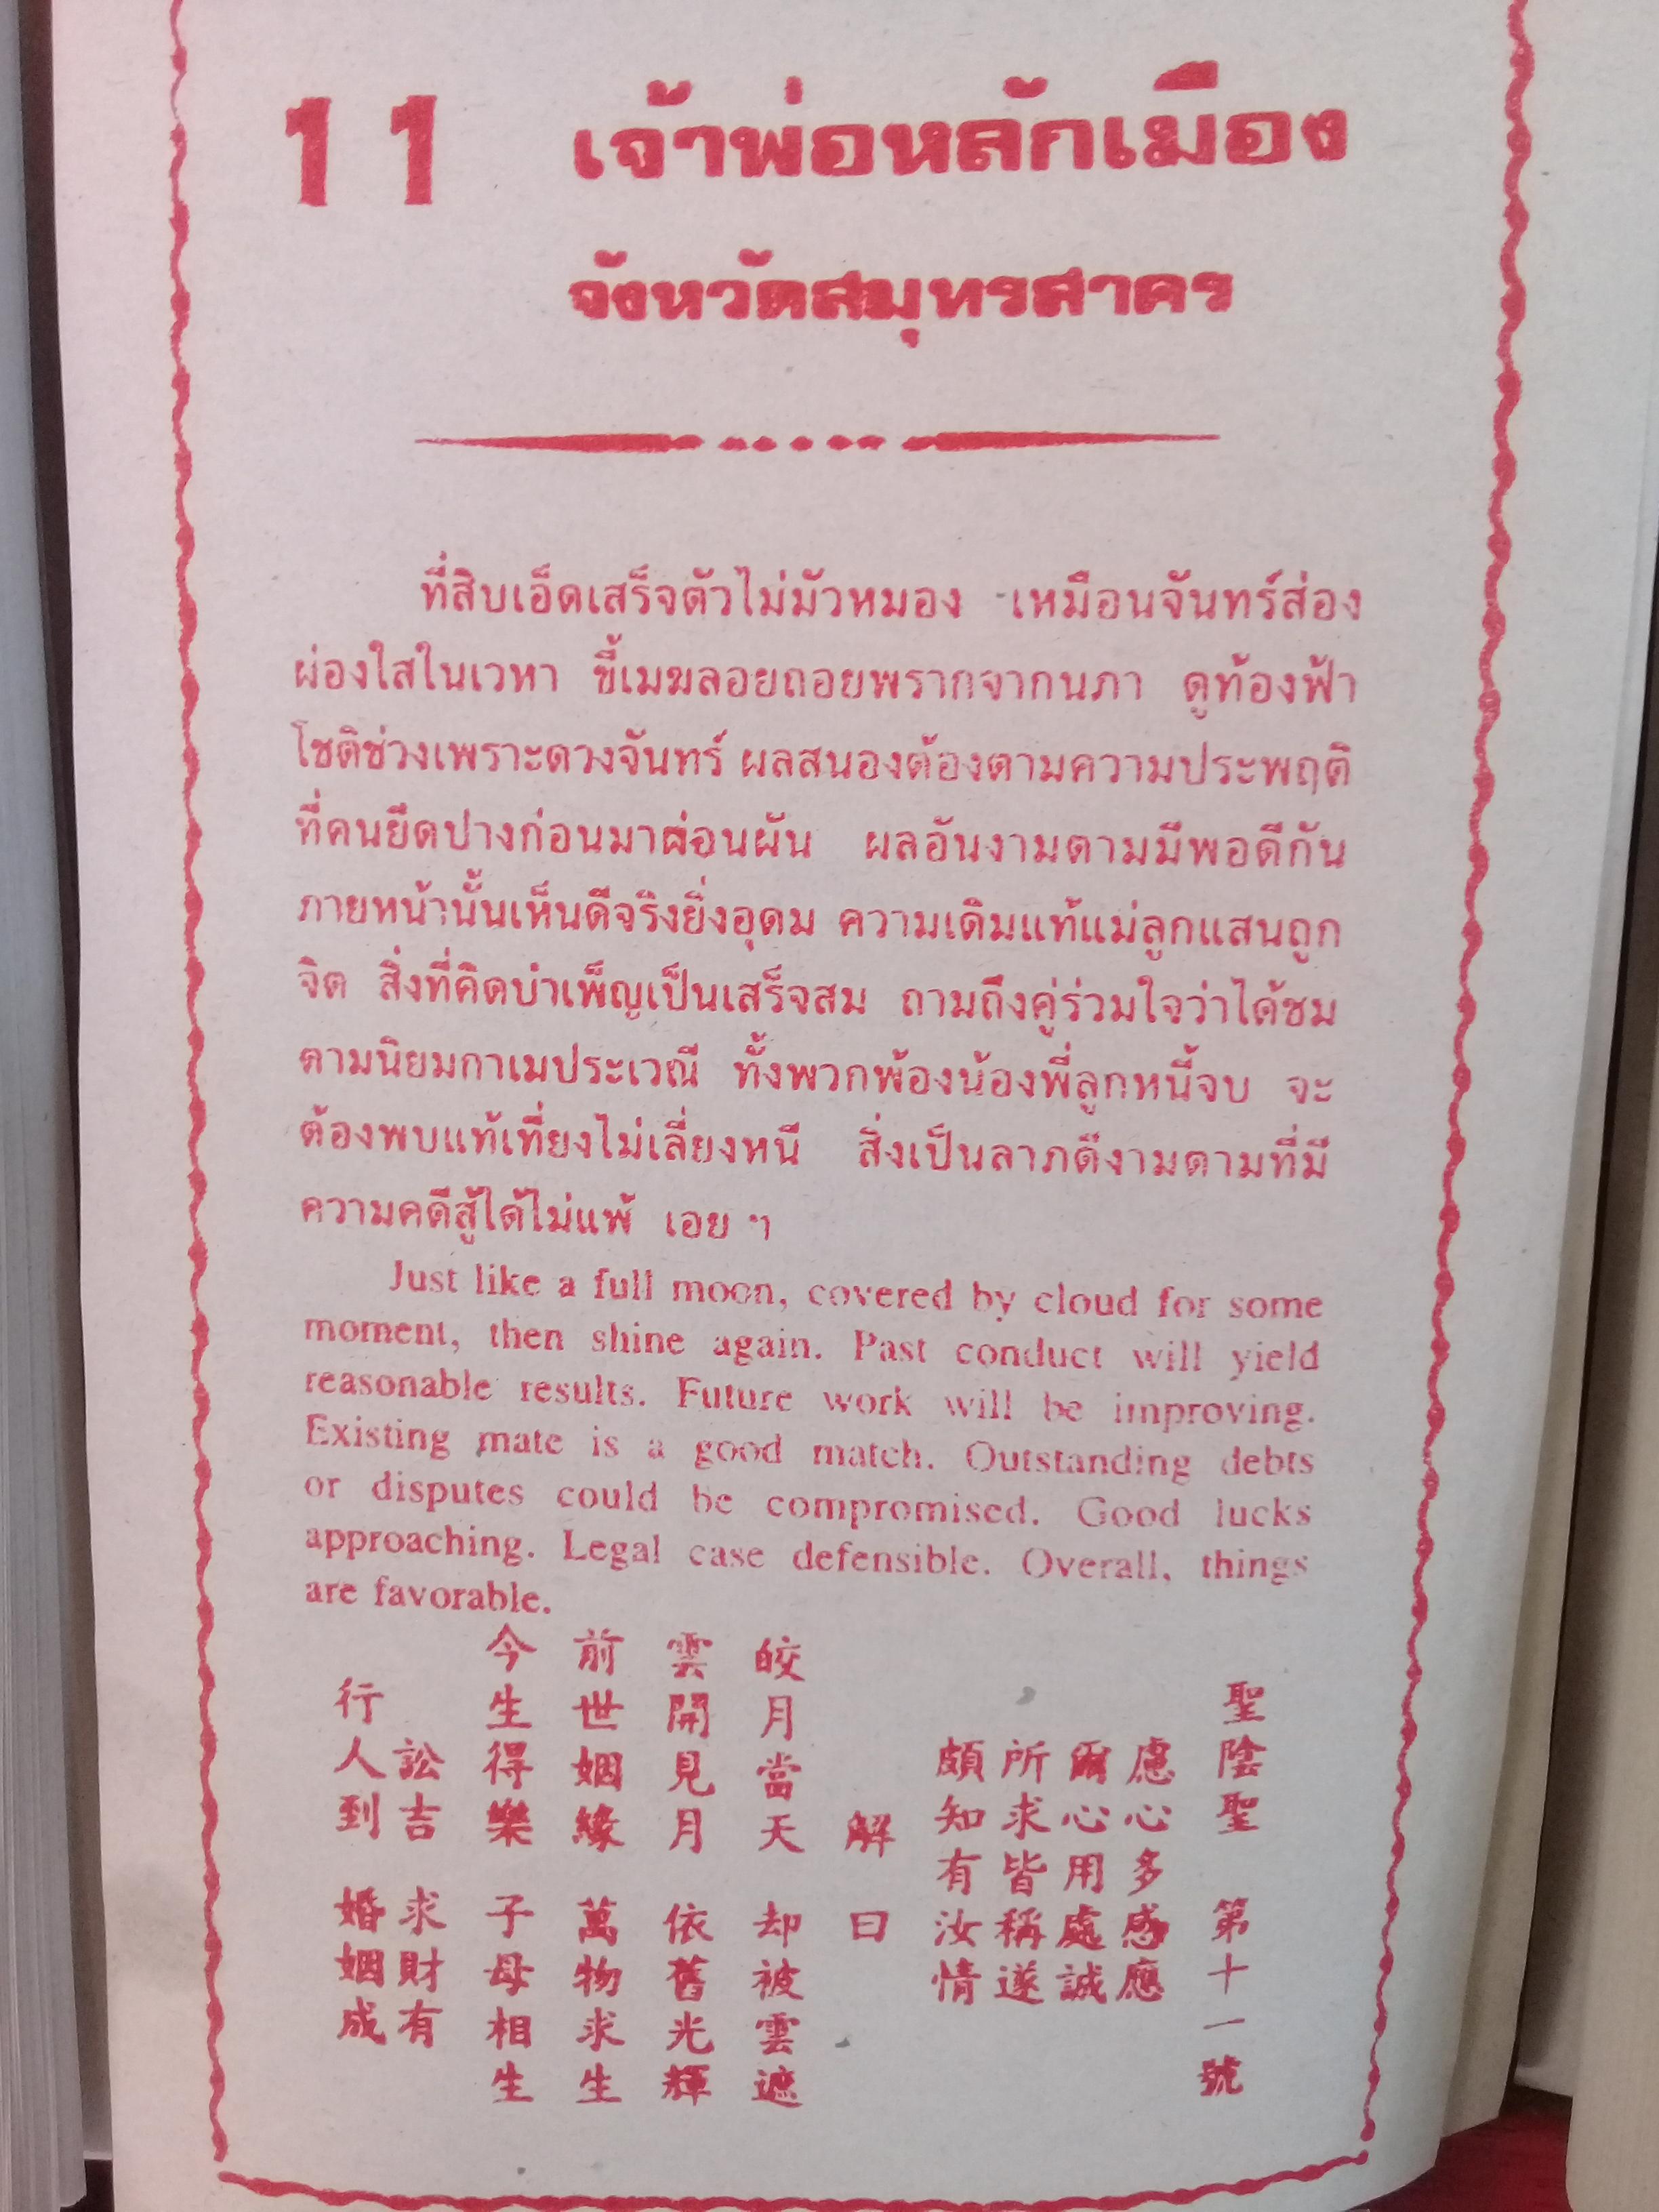 11 เจ้าพ่อหลักเมือง
จังหวัดสมุทรสาคร
ที่สิบเอ็ดเสร็จตัวไม่มัวหมอง เหมือนจันทร์ส่อง
ผ่องใสในเวหา ขี้เมฆลอยถอยพรากจากนภา ดูท้องฟ้า
โชติช่วงเพราะดวงจันทร์ ผลสนองต้องตามความประพฤติ
ที่คนยึดปางก่อนมาผ่อนผัน ผลอันงามตามมีพอดีกัน
ภายหน้านั้นเห็นดีจริงยิ่งอุดม ความเดิมแท้แม่ลูกแสนถูก
จิต สิ่งที่คิดบำเพ็ญเป็นเสร็จสม ถามถึงคู่ร่วมใจว่าได้ชม
ตามนิยมกาเมประเวณี ทั้งพวกพ้องน้องพี่ลูกหนี้จบ จะ
ต้องพบแท้เที่ยงไม่เลี่ยงหนี สิ่งเป็นลาภดีงามตามที่มี
ความคดีสู้ได้ไม่แพ้ เอย ฯ
Just like a full moon, covered by cloud for some
moment, then shine again. Past conduct will yield
reasonable results. Future work will be improving.
Existing mate is a good match. Outstanding debts
or disputes could be compromised. Good lucks
approaching. Legal case defensible. Overall, things
are favorable.
聖陰聖 第十一號
慮心多感應
爾心用處誠
所求皆稱遂
頗知有汝情
解曰
皎月當天 却被雲遮
雲開見月 依舊光輝
前世姻緣 萬物求生
今生得樂 子母相生
訟吉 求財有
行人到 婚姻成